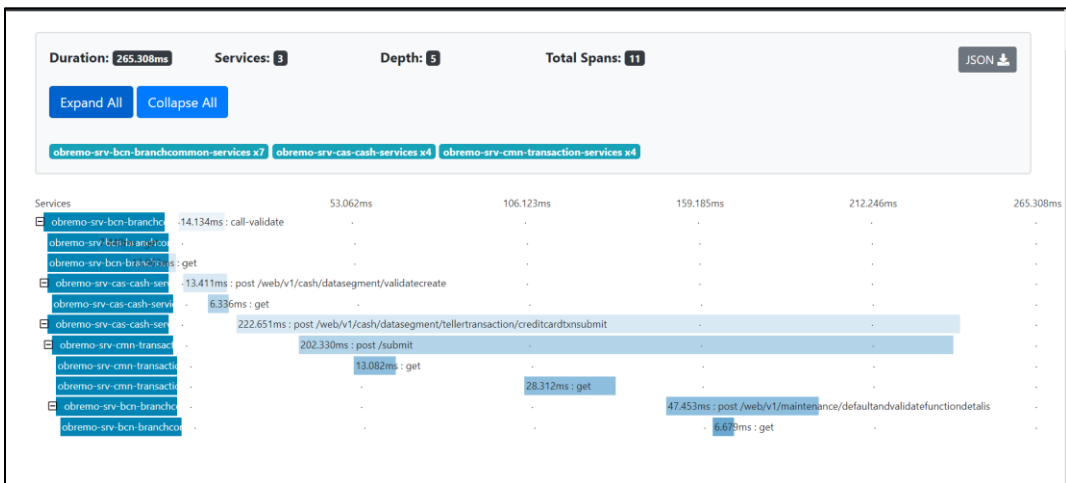 Duration: 265.308ms Services: 3 Depth: 5 Total Spans: 11 JSON
Expand All Collapse All
obremo-srv-bcn-branchcommon-services x7 obremo-srv-cas-cash-services x4 obremo-srv-cmn-transaction-services x4
Services 53.062ms 106.123ms 159.185ms 212.246ms 265.308ms
obremo-srv-bcn-branchco 14.134ms : call-validate
obremo-srv-bcn-branchcon
obremo-srv-bcn- : get
obremo-srv-cas-cash-serv 13.411ms : post /web/v1/cash/datasegment/validatecreate
obremo-srv-cas-cash-servi 6.336ms : get
obremo-srv-cas-cash-serv 222.651ms : post /web/v1/cash/datasegment/tellertransaction/creditcardtxnsubmit
obremo-srv-cmn-transact 202.330ms : post /submit
obremo-srv-cmn-transactio 13.082ms : get
obremo-srv-cmn-transactio 28.312ms : get
obremo-srv-bcn-branchco 47.453ms : post /web/v1/maintenance/defaultandvalidatefunctiondetalis
obremo-srv-bcn-branchcor 6.679ms : get